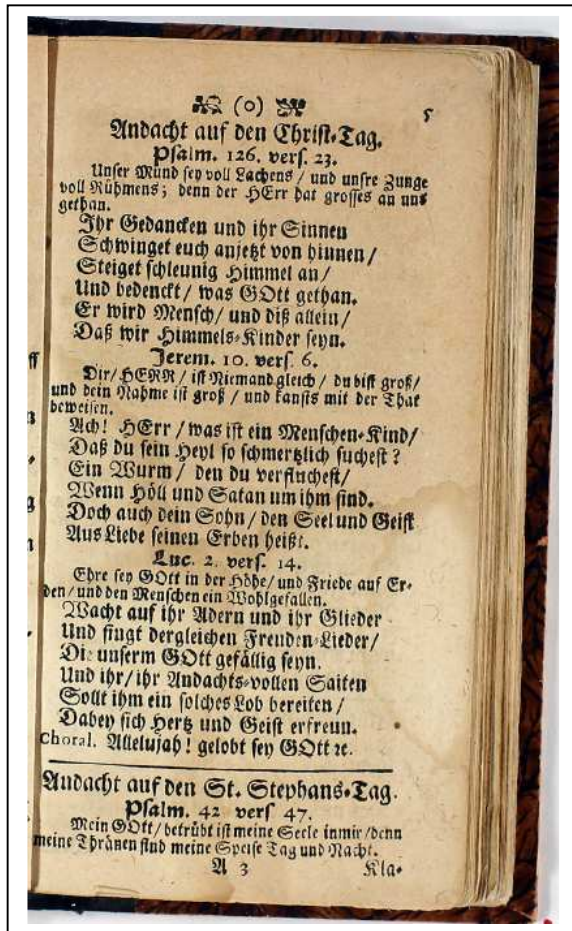 (0) 5
Andacht auf den Christ-Tag.
Psalm. 126. vers. 23.
Unser Mund sey voll Lachens / und unsre Zunge
voll Rühmens; denn der HErr hat grosses an uns
gethan.
Ihr Gedancken und ihr Sinnen
Schwinget euch anjetzt von hinnen /
Steiget schleunig Himmel an /
Und bedenckt / was GOtt gethan.
Er wird Mensch / und diß allein /
Daß wir Himmels-Kinder seyn.
Jerem. 10. vers. 6.
Dir / HERR / ist Niemand gleich / du bist groß /
und dein Nahme ist groß / und kansts mit der That
beweisen.
Ach! HErr / was ist ein Menschen-Kind /
Daß du sein Heyl so schmertzlich suchest?
Ein Wurm / den du verfluchest /
Wenn Höll und Satan um ihm sind.
Doch auch dein Sohn / den Seel und Geist
Aus Liebe seinen Erben heißt.
Luc. 2. vers. 14.
Ehre sey GOtt in der Höhe / und Friede auf Er-
den / und den Menschen ein Wohlgefallen.
Wacht auf ihr Adern und ihr Glieder
Und singt dergleichen Freuden-Lieder /
Die unserm GOtt gefällig seyn.
Und ihr / ihr Andachts-vollen Saiten
Sollt ihm ein solches Lob bereiten /
Dabey sich Hertz und Geist erfreun.
Choral. Allelujah! gelobt sey GOtt ꝛc.
Andacht auf den St. Stephans-Tag.
Psalm. 42 vers 47.
Mein GOtt / betrübt ist meine Seele in mir / denn
meine Thränen sind meine Speise Tag und Nacht.
A 3 Kla-